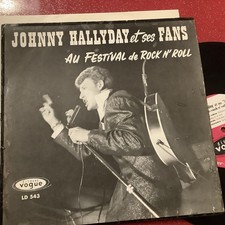 JOHNNY HALLYDAY et ses FANS
AU FESTIVAL de ROCK N' ROLL
vogue
LD 543